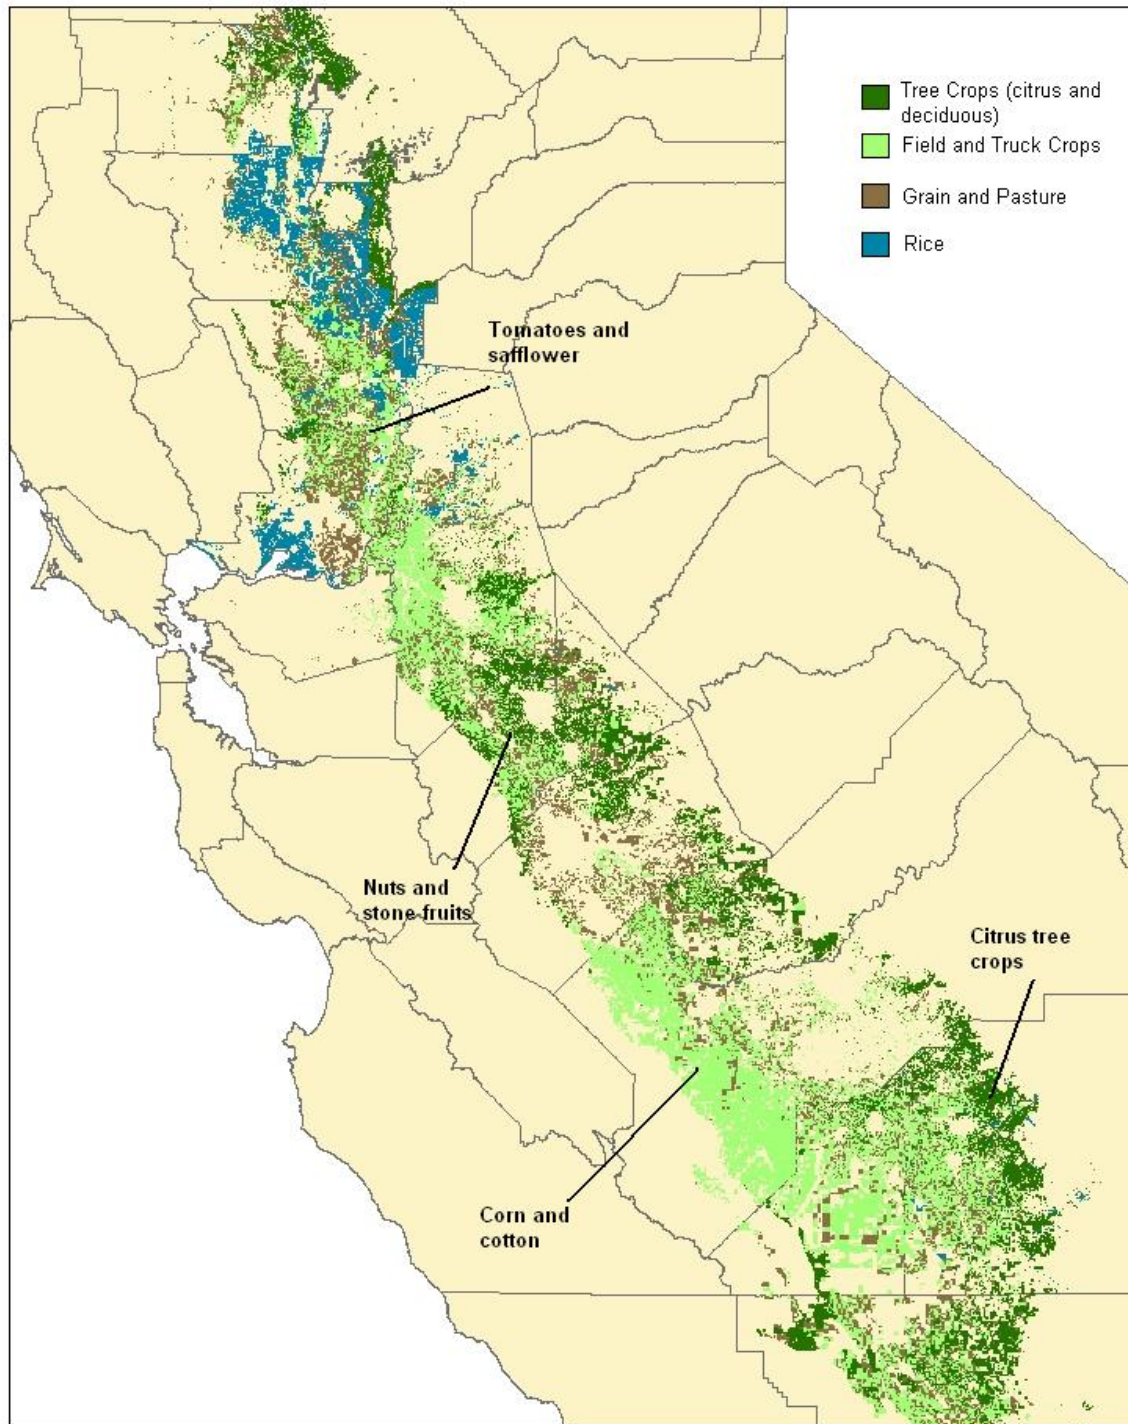 Tree Crops (citrus and
deciduous)
Field and Truck Crops
Grain and Pasture
Rice
Tomatoes and
safflower
Nuts and
stone fruits
Citrus tree
crops
Corn and
cotton